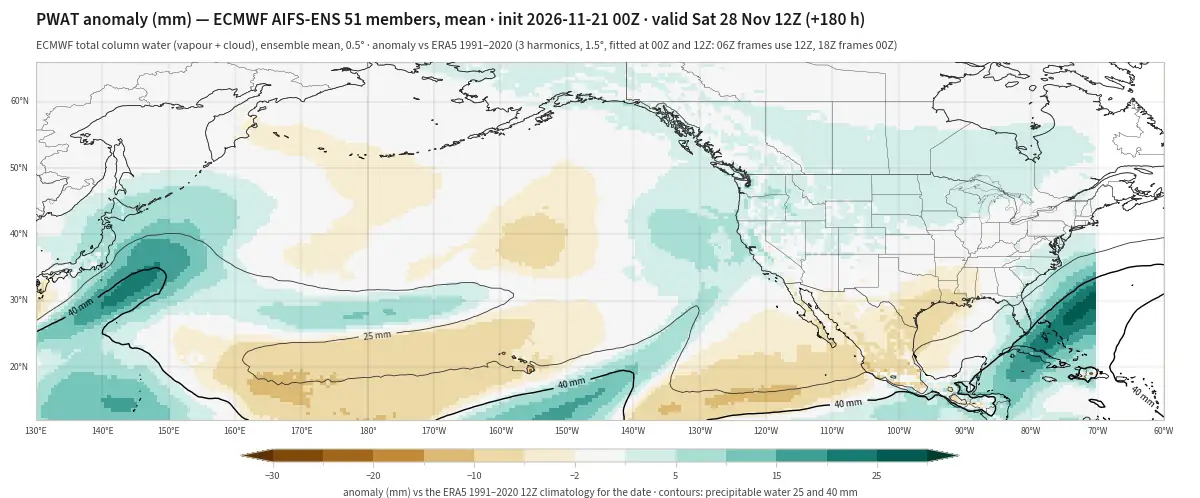 PWAT anomaly (mm) — ECMWF AIFS-ENS 51 members, mean · init 2026-11-21 00Z · valid Sat 28 Nov 12Z (+180 h)
ECMWF total column water (vapour + cloud), ensemble mean, 0.5° · anomaly vs ERA5 1991–2020 (3 harmonics, 1.5°, fitted at 00Z and 12Z: 06Z frames use 12Z, 18Z frames 00Z)
60°N
50°N
40°N
30°N
20°N
40 mm
25 mm
40 mm
40 mm
40 mm
130°E 140°E 150°E 160°E 170°E 180° 170°W 160°W 150°W 140°W 130°W 120°W 110°W 100°W 90°W 80°W 70°W 60°W
−30 −20 −10 −2 5 15 25
anomaly (mm) vs the ERA5 1991–2020 12Z climatology for the date · contours: precipitable water 25 and 40 mm